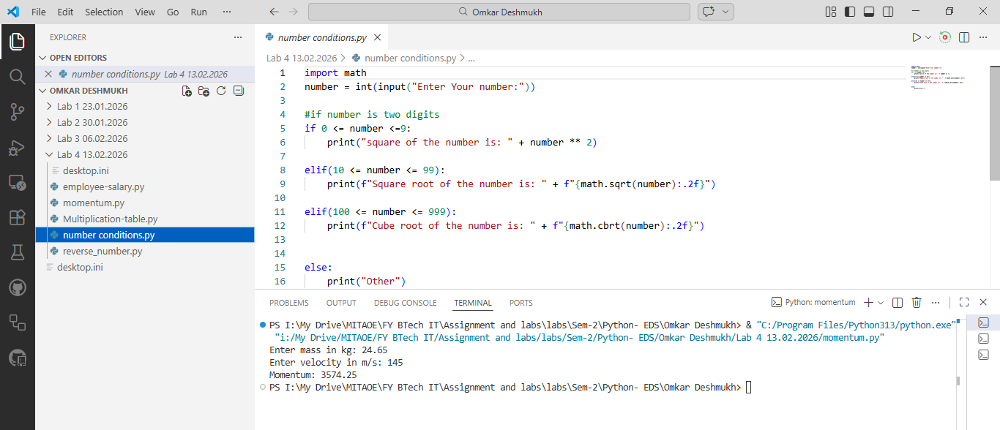 File Edit Selection View Go Run ··· Omkar Deshmukh
EXPLORER ···
OPEN EDITORS
number conditions.py Lab 4 13.02.2026
OMKAR DESHMUKH
Lab 1 23.01.2026
Lab 2 30.01.2026
Lab 3 06.02.2026
Lab 4 13.02.2026
desktop.ini
employee-salary.py
momentum.py
Multiplication-table.py
number conditions.py
reverse_number.py
desktop.ini
number conditions.py
Lab 4 13.02.2026 > number conditions.py > ...
1 import math
2 number = int(input("Enter Your number:"))
3
4 #if number is two digits
5 if 0 <= number <=9:
6     print("square of the number is: " + number ** 2)
7
8 elif(10 <= number <= 99):
9     print(f"Square root of the number is: " + f"{math.sqrt(number):.2f}")
10
11 elif(100 <= number <= 999):
12     print(f"Cube root of the number is: " + f"{math.cbrt(number):.2f}")
13
14
15 else:
16     print("Other")
PROBLEMS OUTPUT DEBUG CONSOLE TERMINAL PORTS Python: momentum ···
PS I:\My Drive\MITAOE\FY BTech IT\Assignment and labs\labs\Sem-2\Python- EDS\Omkar Deshmukh> & "C:/Program Files/Python313/python.exe"
"i:/My Drive/MITAOE/FY BTech IT/Assignment and labs/labs/Sem-2/Python- EDS/Omkar Deshmukh/Lab 4 13.02.2026/momentum.py"
Enter mass in kg: 24.65
Enter velocity in m/s: 145
Momentum: 3574.25
PS I:\My Drive\MITAOE\FY BTech IT\Assignment and labs\labs\Sem-2\Python- EDS\Omkar Deshmukh>